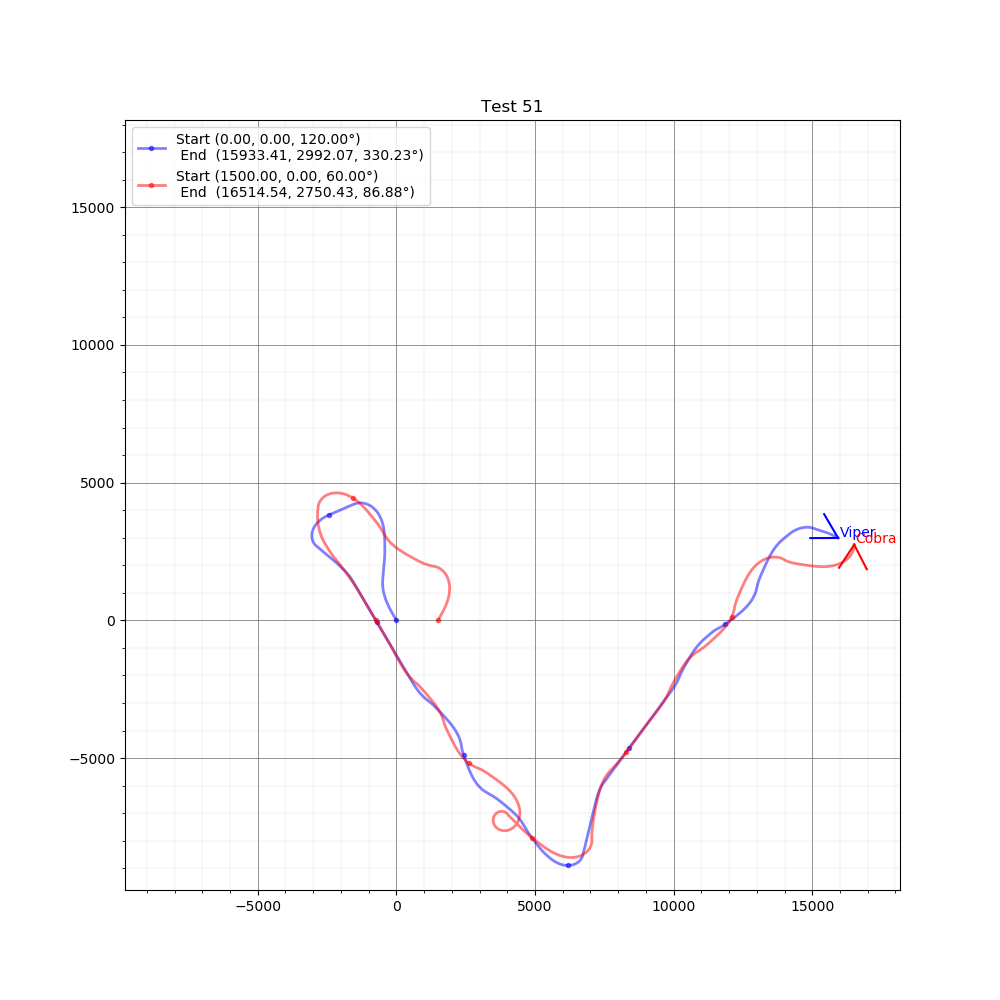 Test 51
Start (0.00, 0.00, 120.00°)
End (15933.41, 2992.07, 330.23°)
Start (1500.00, 0.00, 60.00°)
End (16514.54, 2750.43, 86.88°)
15000
10000
5000
0
−5000
Viper
Cobra
−5000
0
5000
10000
15000